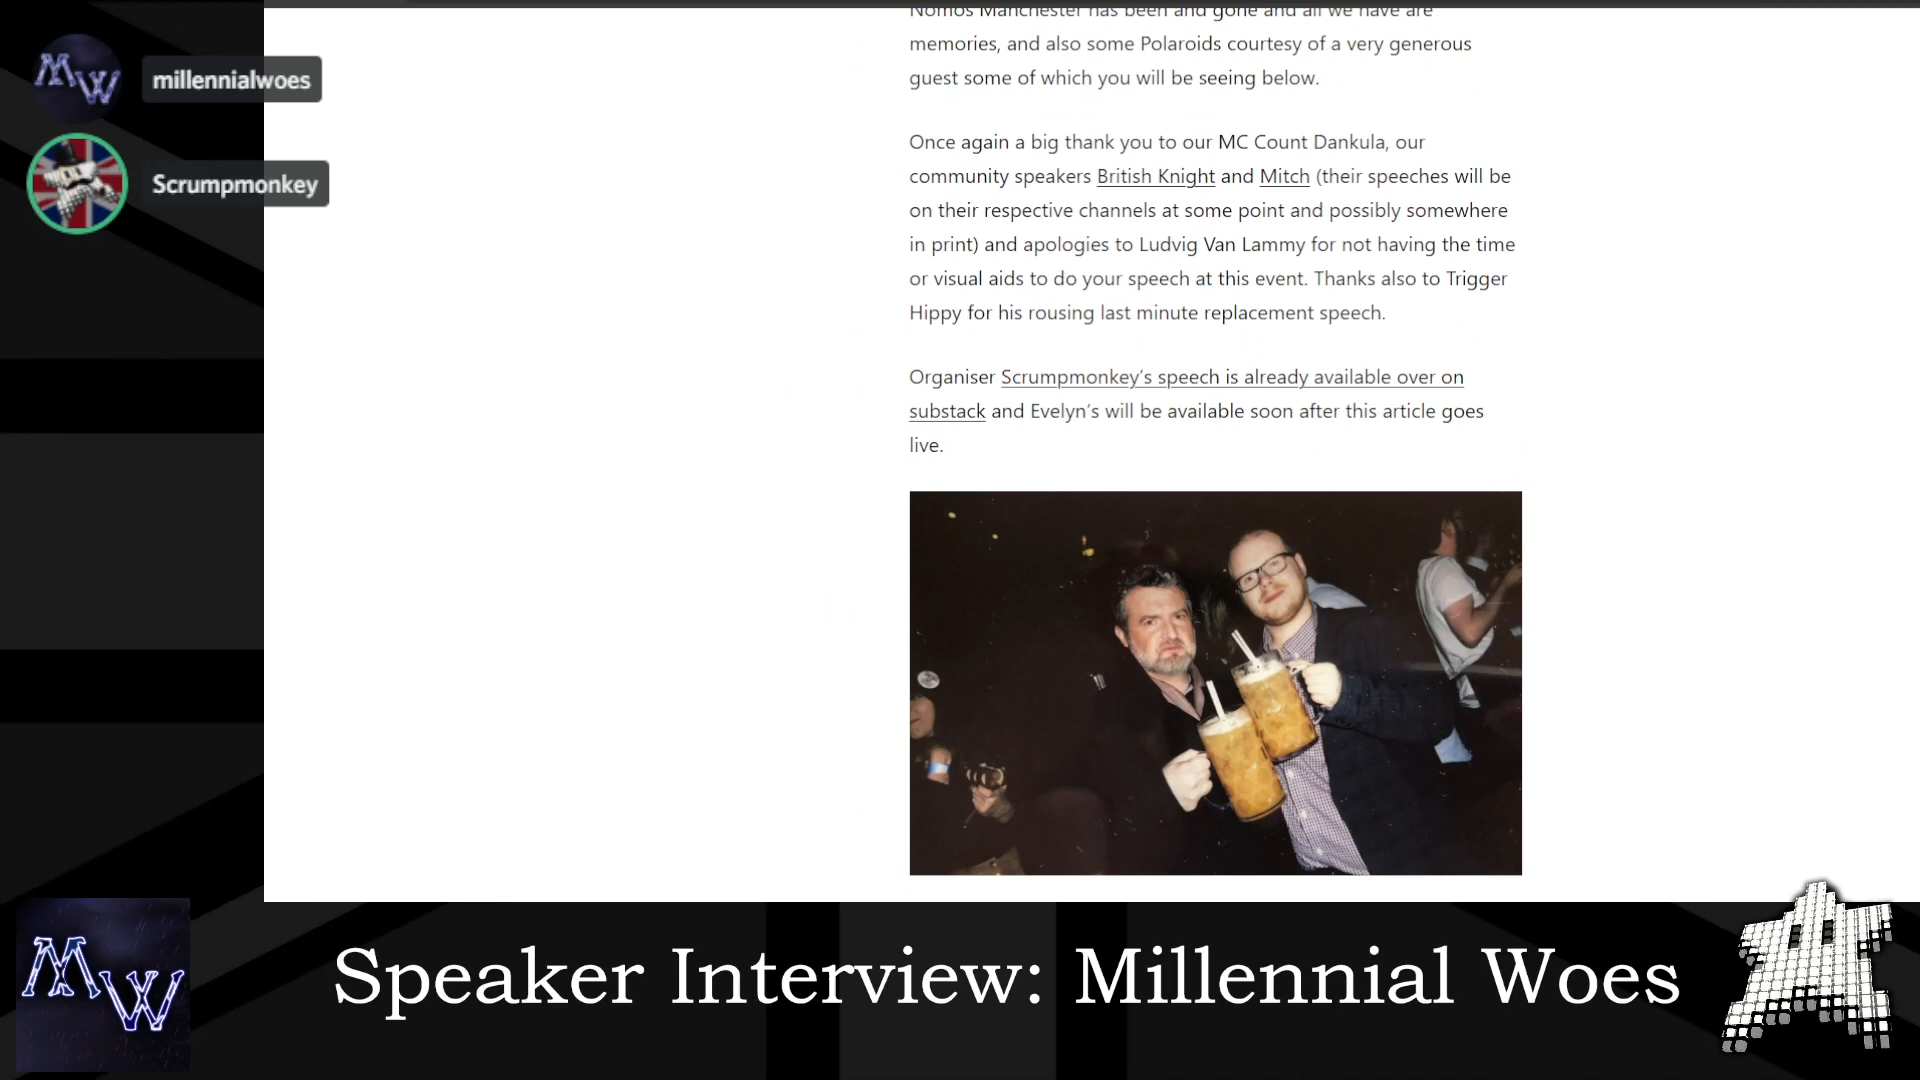 Nomos Manchester has been and gone and all we have are
memories, and also some Polaroids courtesy of a very generous
guest some of which you will be seeing below.
MW
millennialwoes
Scrumpmonkey
Once again a big thank you to our MC Count Dankula, our
community speakers British Knight and Mitch (their speeches will be
on their respective channels at some point and possibly somewhere
in print) and apologies to Ludvig Van Lammy for not having the time
or visual aids to do your speech at this event. Thanks also to Trigger
Hippy for his rousing last minute replacement speech.
Organiser Scrumpmonkey’s speech is already available over on
substack and Evelyn’s will be available soon after this article goes
live.
MW
Speaker Interview: Millennial Woes